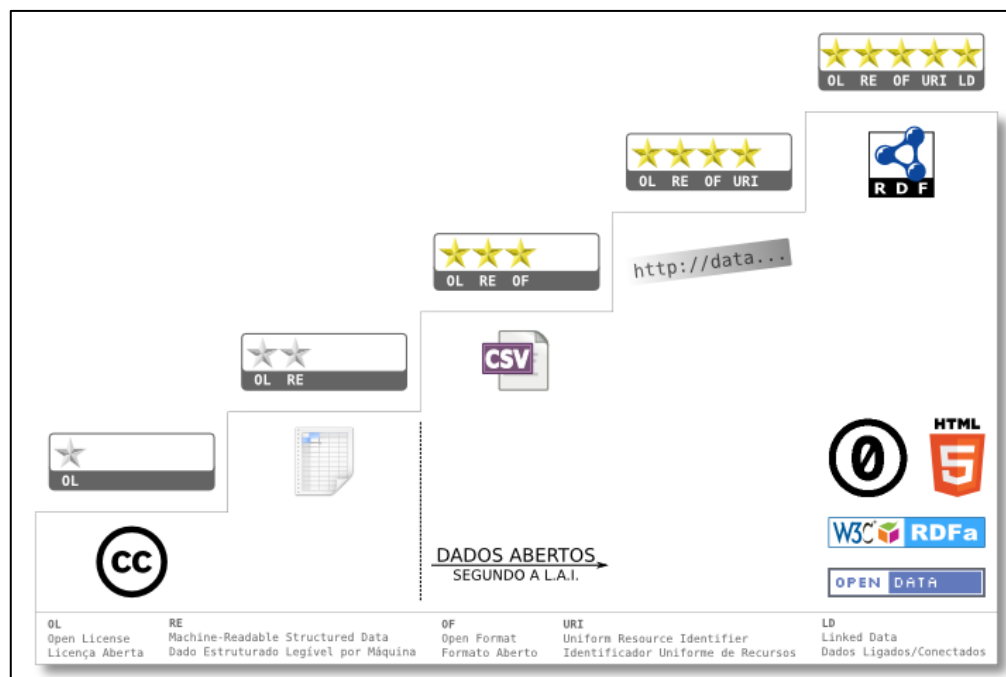 OL RE OF URI LD
RDF
OL RE OF URI
http://data...
OL RE OF
CSV
OL RE
OL
cc
0
HTML
5
W3C RDFa
OPEN DATA
DADOS ABERTOS
SEGUNDO A L.A.I.
OL
Open License
Licença Aberta
RE
Machine-Readable Structured Data
Dado Estruturado Legível por Máquina
OF
Open Format
Formato Aberto
URI
Uniform Resource Identifier
Identificador Uniforme de Recursos
LD
Linked Data
Dados Ligados/Conectados